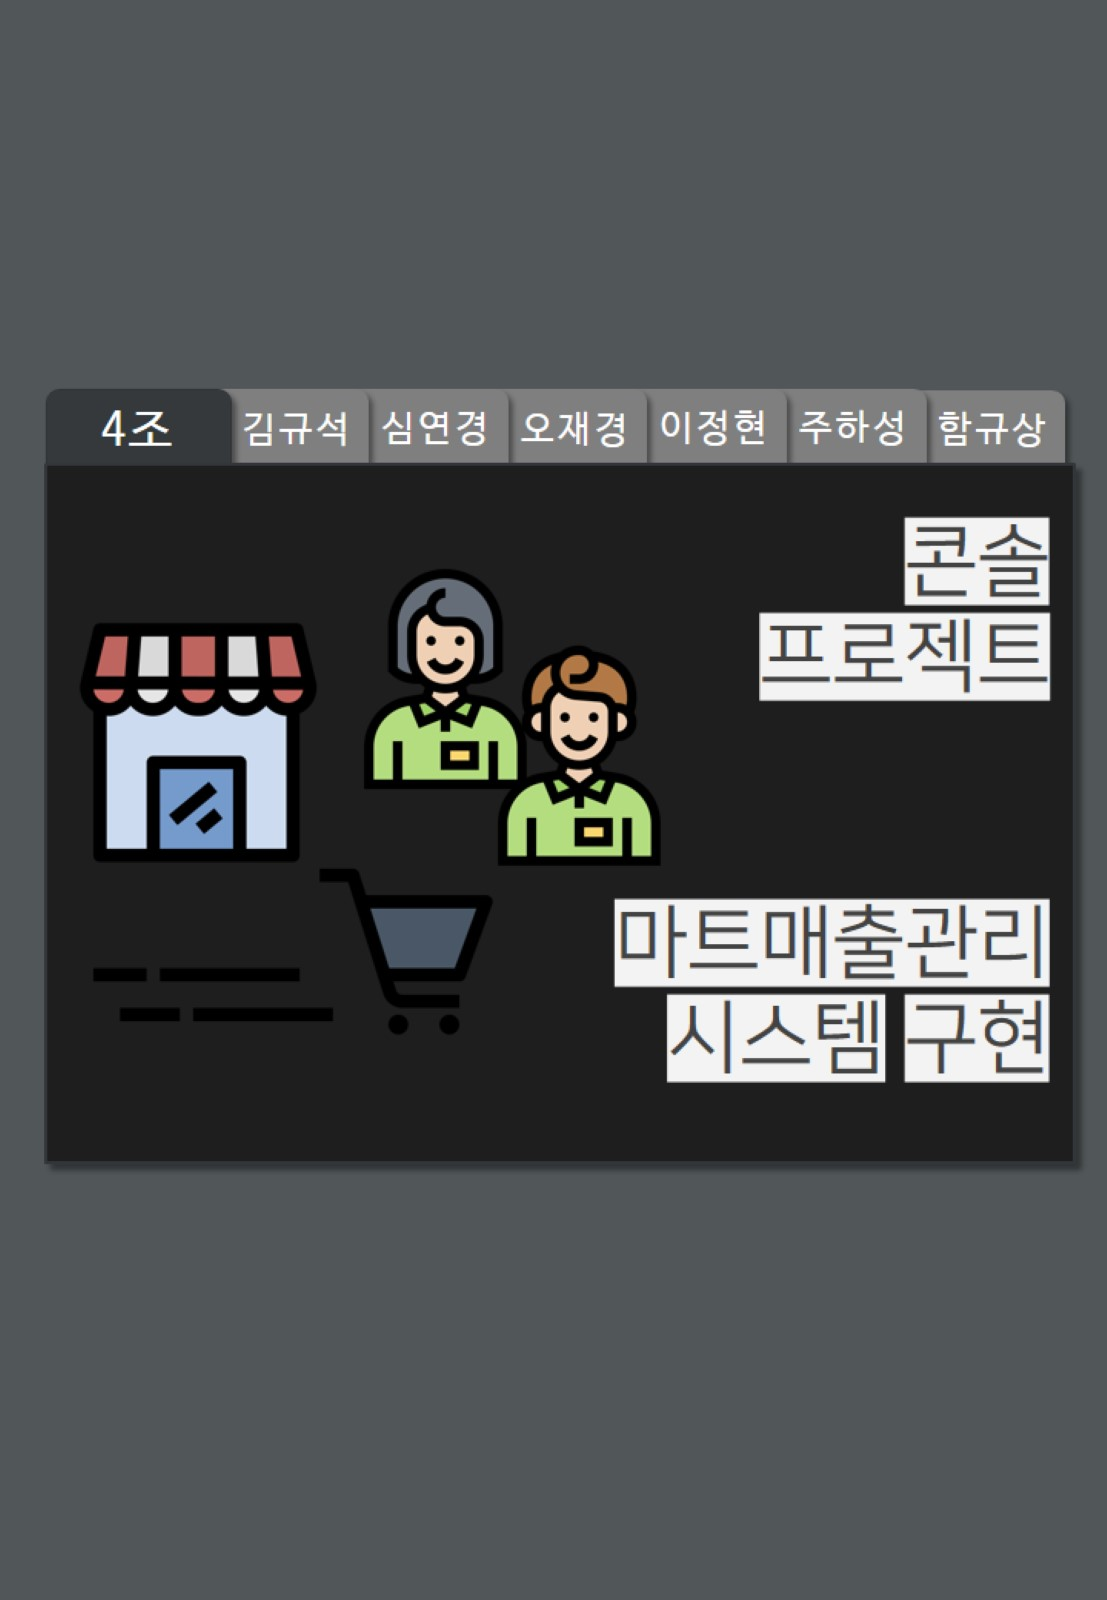 4조 김규석 심연경 오재경 이정현 주하성 함규상
콘솔
프로젝트
마트매출관리
시스템 구현